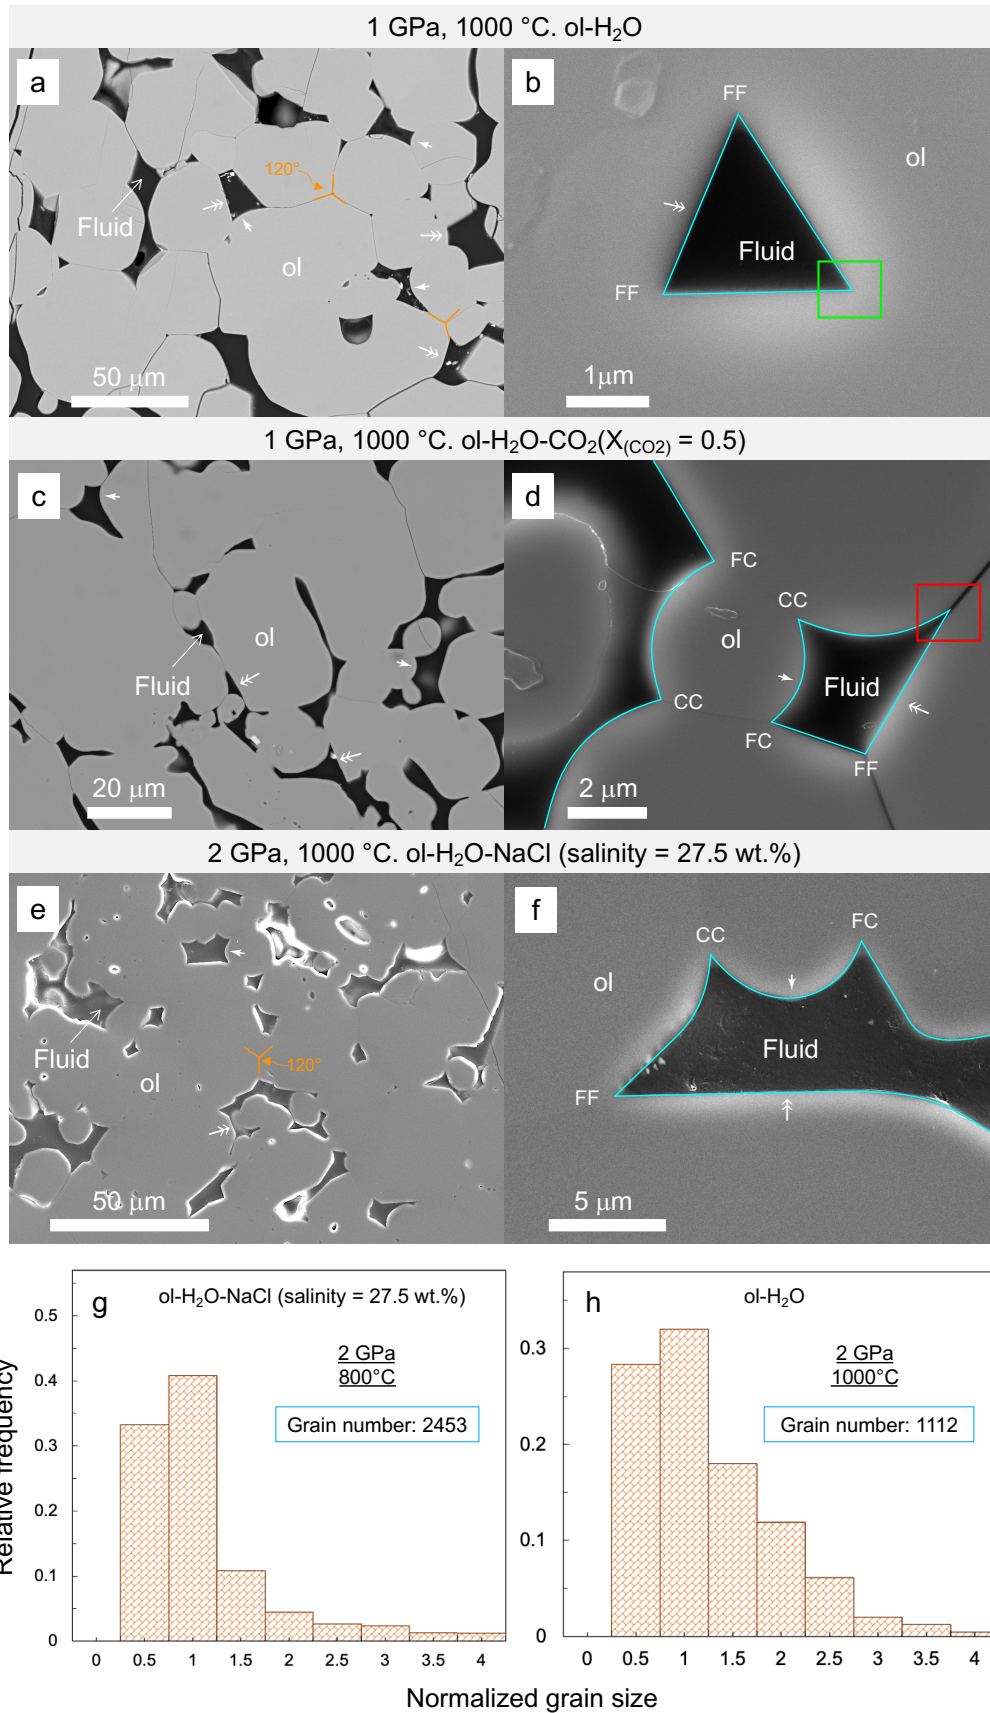 1 GPa, 1000 °C. ol-H₂O
a
120°
Fluid
ol
50 μm
b
FF
ol
Fluid
FF
1μm
1 GPa, 1000 °C. ol-H₂O-CO₂(X₍CO2₎ = 0.5)
c
ol
Fluid
20 μm
d
FC
CC
ol
Fluid
CC
FC
FF
2 μm
2 GPa, 1000 °C. ol-H₂O-NaCl (salinity = 27.5 wt.%)
e
Fluid
120°
ol
50 μm
f
CC
FC
ol
Fluid
FF
5 μm
g
ol-H₂O-NaCl (salinity = 27.5 wt.%)
2 GPa
800°C
Grain number: 2453
0.5
0.4
0.3
0.2
0.1
0
0 0.5 1 1.5 2 2.5 3 3.5 4
Relative frequency
h
ol-H₂O
2 GPa
1000°C
Grain number: 1112
0.3
0.2
0.1
0
0 0.5 1 1.5 2 2.5 3 3.5 4
Normalized grain size